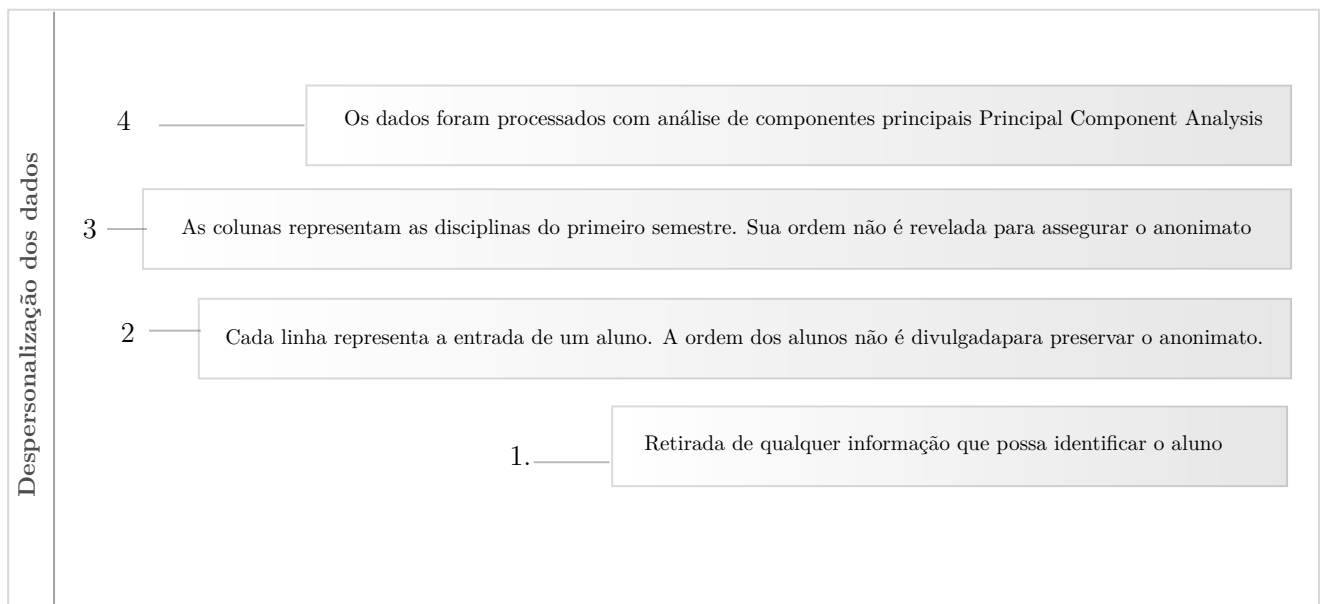 Despersonalização dos dados
4
Os dados foram processados com análise de componentes principais Principal Component Analysis
3
As colunas representam as disciplinas do primeiro semestre. Sua ordem não é revelada para assegurar o anonimato
2
Cada linha representa a entrada de um aluno. A ordem dos alunos não é divulgadapara preservar o anonimato.
1.
Retirada de qualquer informação que possa identificar o aluno